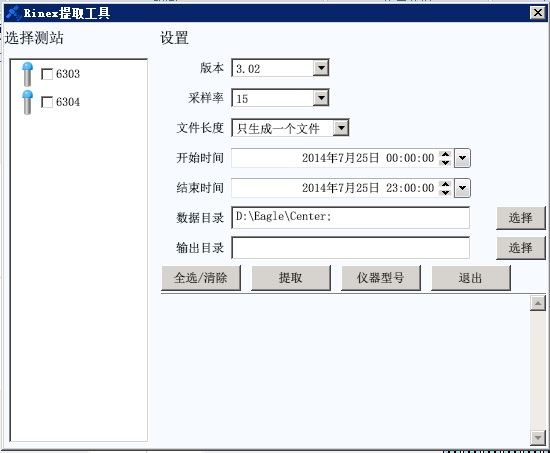 Rinex提取工具
选择测站
6303
6304
设置
版本 3.02
采样率 15
文件长度 只生成一个文件
开始时间 2014年7月25日 00:00:00
结束时间 2014年7月25日 23:00:00
数据目录 D:\Eagle\Center; 选择
输出目录 选择
全选/清除 提取 仪器型号 退出